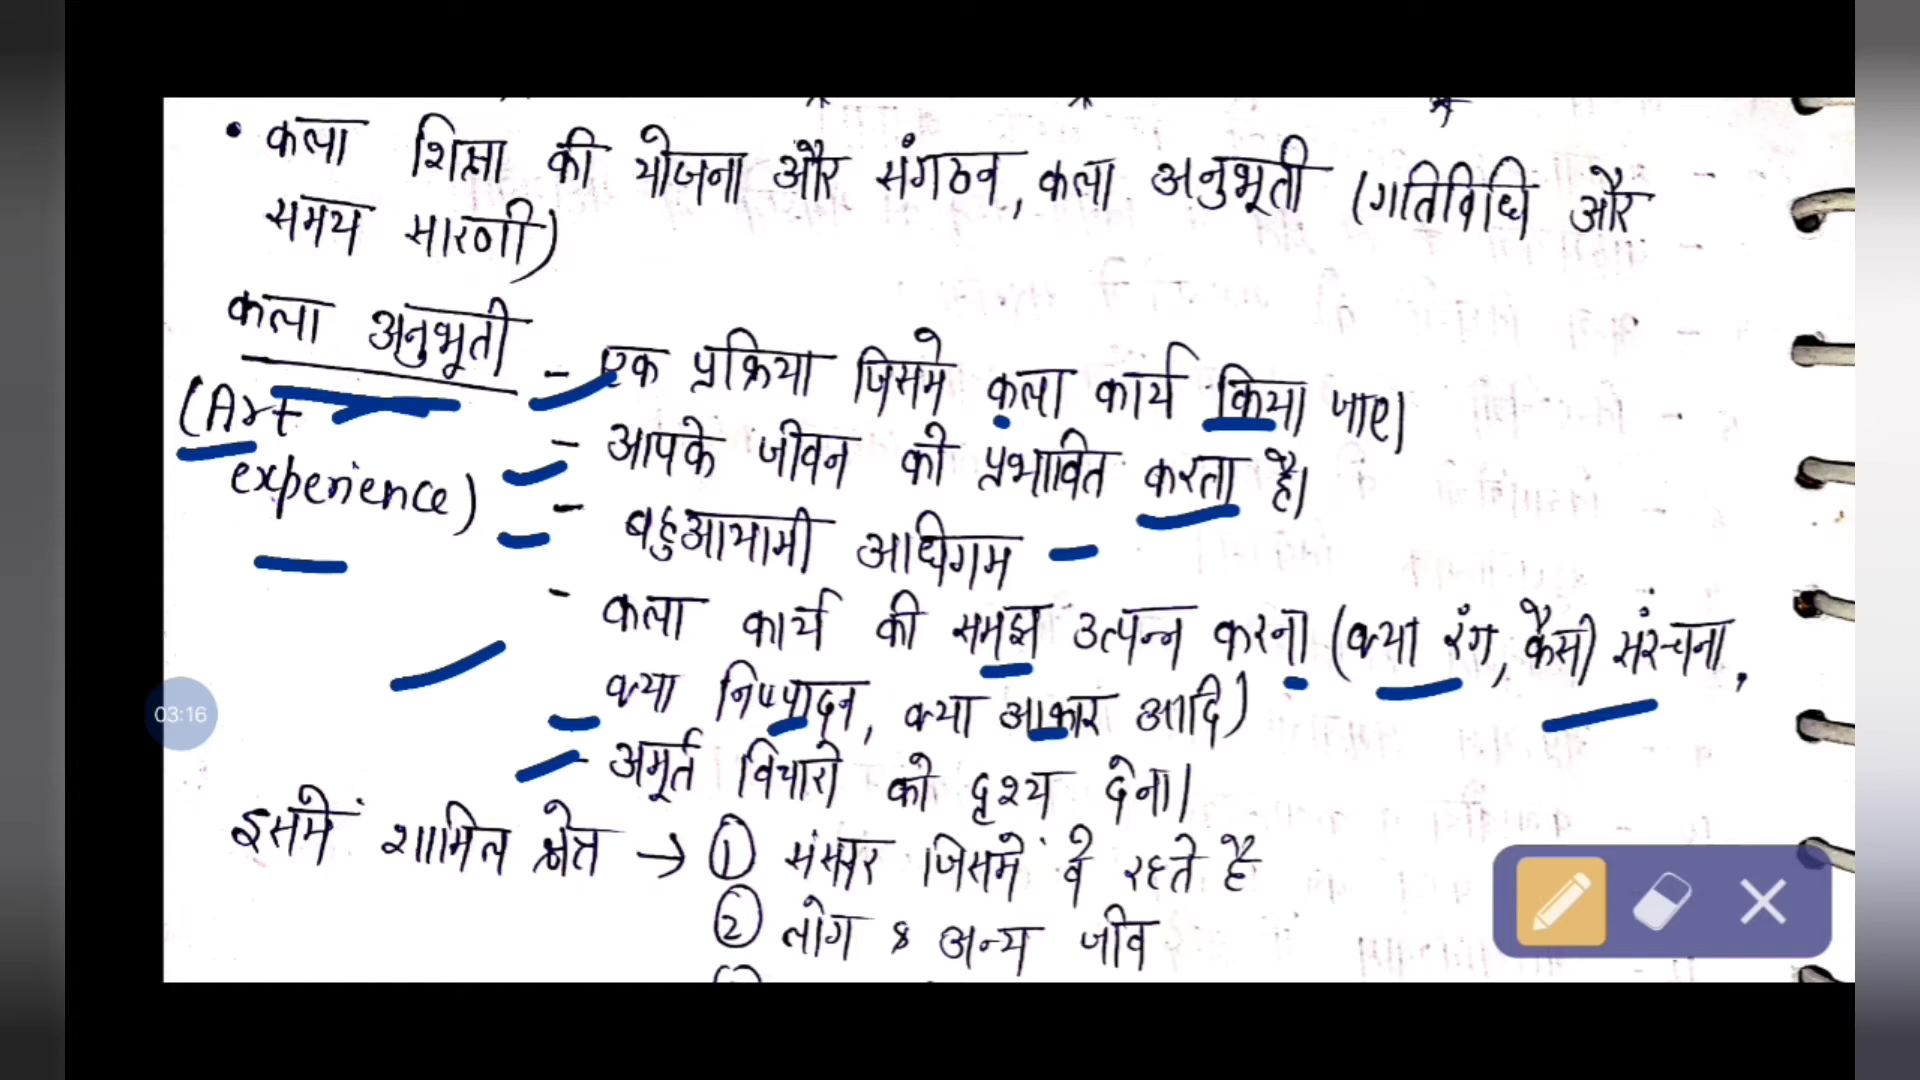 • कला शिक्षा की योजना और संगठन, कला अनुभूती (गतिविधि और
समय सारणी)
कला अनुभूती - एक प्रक्रिया जिसमे कला कार्य किया जाए।
(Art experience)
- आपके जीवन को प्रभावित करता है।
- बहुआयामी अधिगम
- कला कार्य की समझ उत्पन्न करना (क्या रंग, कैसी संरचना,
क्या निष्पादन, क्या आकार आदि)
- अमूर्त विचारो को दृश्य देना।
इसमें शामिल क्षेत्र → ① संसार जिसमें वे रहते है
② लोग & अन्य जीव
03:16